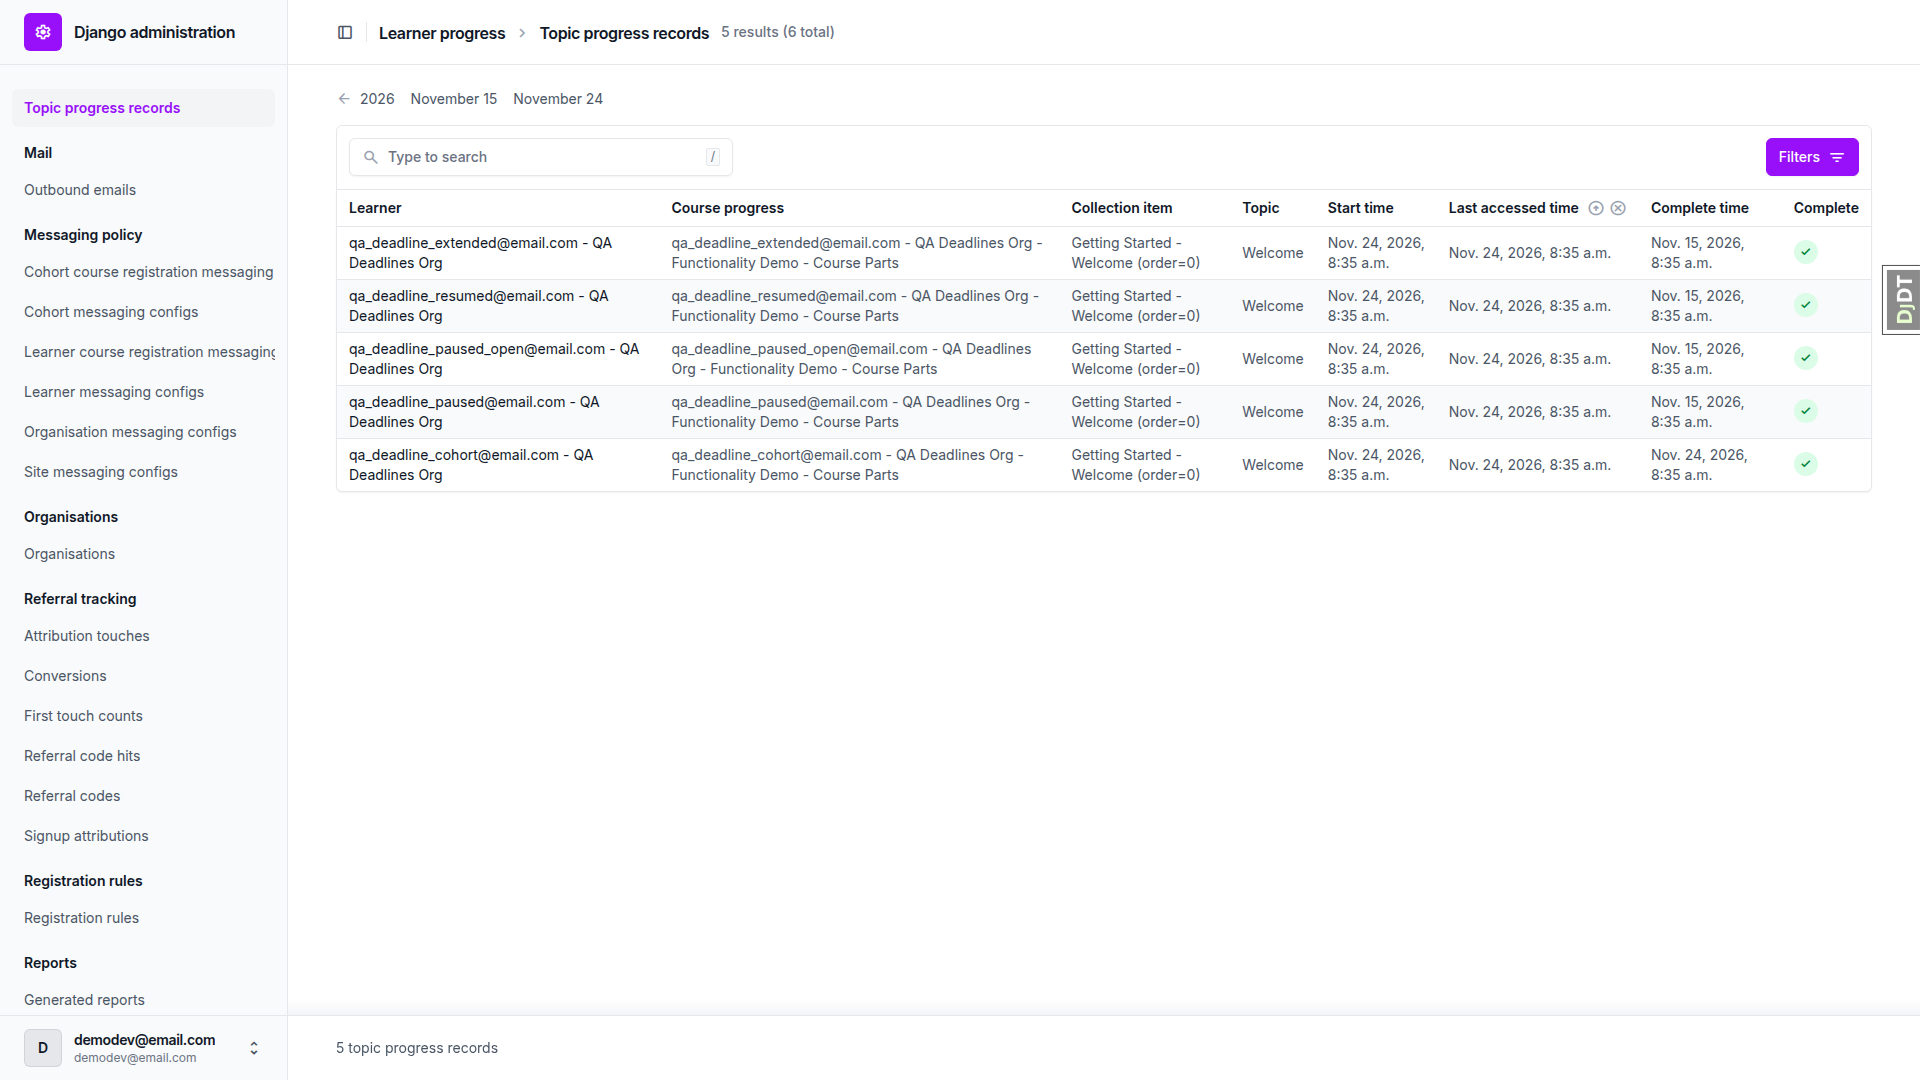 Django administration
Learner progress
Topic progress records
5 results (6 total)
Topic progress records
Mail
Outbound emails
Messaging policy
Cohort course registration messaging
Cohort messaging configs
Learner course registration messaging
Learner messaging configs
Organisation messaging configs
Site messaging configs
Organisations
Organisations
Referral tracking
Attribution touches
Conversions
First touch counts
Referral code hits
Referral codes
Signup attributions
Registration rules
Registration rules
Reports
Generated reports
D
demodev@email.com
demodev@email.com
2026 November 15 November 24
Type to search /
Filters
Learner Course progress Collection item Topic Start time Last accessed time Complete time Complete
qa_deadline_extended@email.com - QA
Deadlines Org
qa_deadline_extended@email.com - QA Deadlines Org -
Functionality Demo - Course Parts
Getting Started -
Welcome (order=0)
Welcome
Nov. 24, 2026,
8:35 a.m.
Nov. 24, 2026, 8:35 a.m.
Nov. 15, 2026,
8:35 a.m.
qa_deadline_resumed@email.com - QA
Deadlines Org
qa_deadline_resumed@email.com - QA Deadlines Org -
Functionality Demo - Course Parts
Getting Started -
Welcome (order=0)
Welcome
Nov. 24, 2026,
8:35 a.m.
Nov. 24, 2026, 8:35 a.m.
Nov. 15, 2026,
8:35 a.m.
qa_deadline_paused_open@email.com - QA
Deadlines Org
qa_deadline_paused_open@email.com - QA Deadlines
Org - Functionality Demo - Course Parts
Getting Started -
Welcome (order=0)
Welcome
Nov. 24, 2026,
8:35 a.m.
Nov. 24, 2026, 8:35 a.m.
Nov. 15, 2026,
8:35 a.m.
qa_deadline_paused@email.com - QA
Deadlines Org
qa_deadline_paused@email.com - QA Deadlines Org -
Functionality Demo - Course Parts
Getting Started -
Welcome (order=0)
Welcome
Nov. 24, 2026,
8:35 a.m.
Nov. 24, 2026, 8:35 a.m.
Nov. 15, 2026,
8:35 a.m.
qa_deadline_cohort@email.com - QA
Deadlines Org
qa_deadline_cohort@email.com - QA Deadlines Org -
Functionality Demo - Course Parts
Getting Started -
Welcome (order=0)
Welcome
Nov. 24, 2026,
8:35 a.m.
Nov. 24, 2026, 8:35 a.m.
Nov. 24, 2026,
8:35 a.m.
5 topic progress records
DJDT